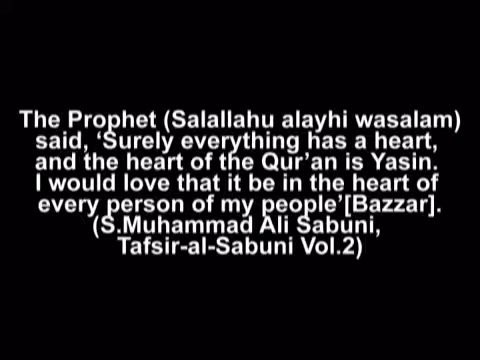 The Prophet (Salallahu alayhi wasalam)
said, ‘Surely everything has a heart,
and the heart of the Qur’an is Yasin.
I would love that it be in the heart of
every person of my people’[Bazzar].
(S.Muhammad Ali Sabuni,
Tafsir-al-Sabuni Vol.2)